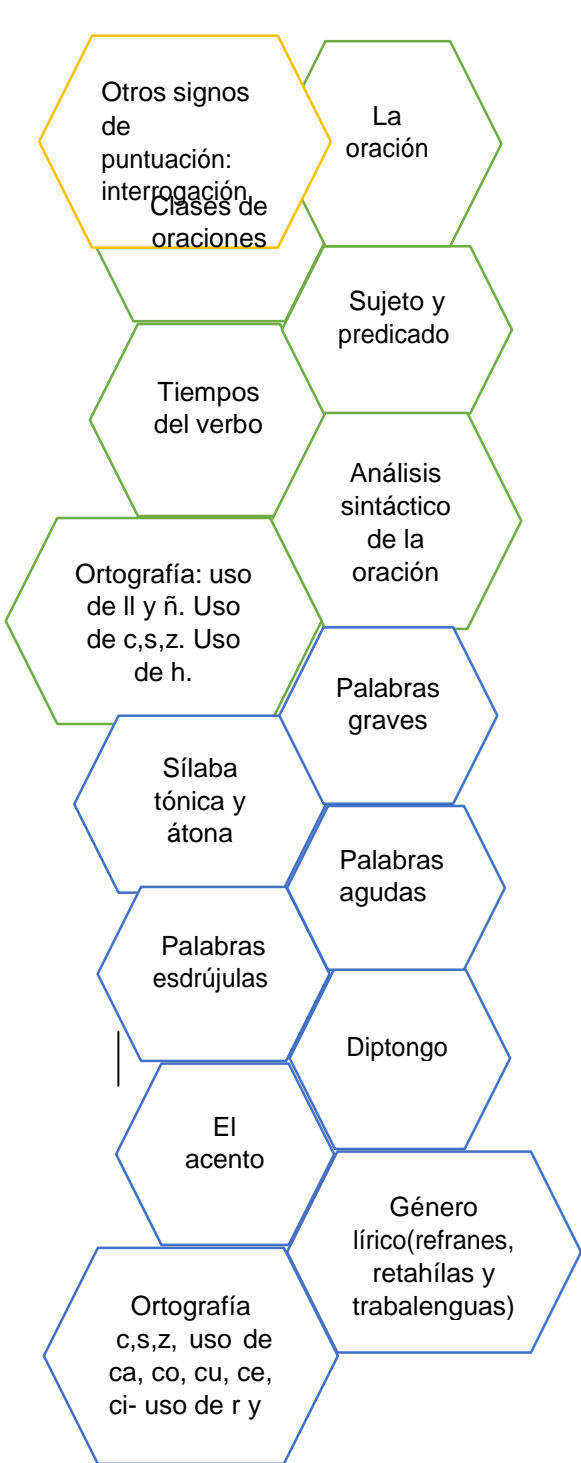 Otros signos
de
puntuación:
interrogación,
Clases de
oraciones
La
oración
Sujeto y
predicado
Tiempos
del verbo
Análisis
sintáctico
de la
oración
Ortografía: uso
de ll y ñ. Uso
de c,s,z. Uso
de h.
Palabras
graves
Sílaba
tónica y
átona
Palabras
agudas
Palabras
esdrújulas
Diptongo
El
acento
Género
lírico(refranes,
retahílas y
trabalenguas)
Ortografía
c,s,z, uso de
ca, co, cu, ce,
ci- uso de r y